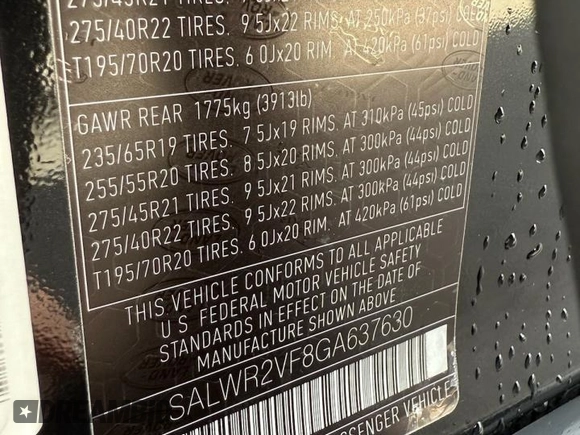 275/45R21 TIRES.
275/40R22 TIRES. 9 5Jx22 RIMS. AT 250kPa (37psi) COLD
T195/70R20 TIRES. 6 0Jx20 RIM. AT 420kPa (61psi) COLD
GAWR REAR 1775kg (3913lb)
235/65R19 TIRES. 7 5Jx19 RIMS. AT 310kPa (45psi) COLD
255/55R20 TIRES. 8 5Jx20 RIMS. AT 300kPa (44psi) COLD
275/45R21 TIRES. 9 5Jx21 RIMS. AT 300kPa (44psi) COLD
275/40R22 TIRES. 9 5Jx22 RIMS. AT 300kPa (44psi) COLD
T195/70R20 TIRES. 6 0Jx20 RIM. AT 420kPa (61psi) COLD
THIS VEHICLE CONFORMS TO ALL APPLICABLE
U S FEDERAL MOTOR VEHICLE SAFETY
STANDARDS IN EFFECT ON THE DATE OF
MANUFACTURE SHOWN ABOVE
SALWR2VF8GA637630
VEHICLE